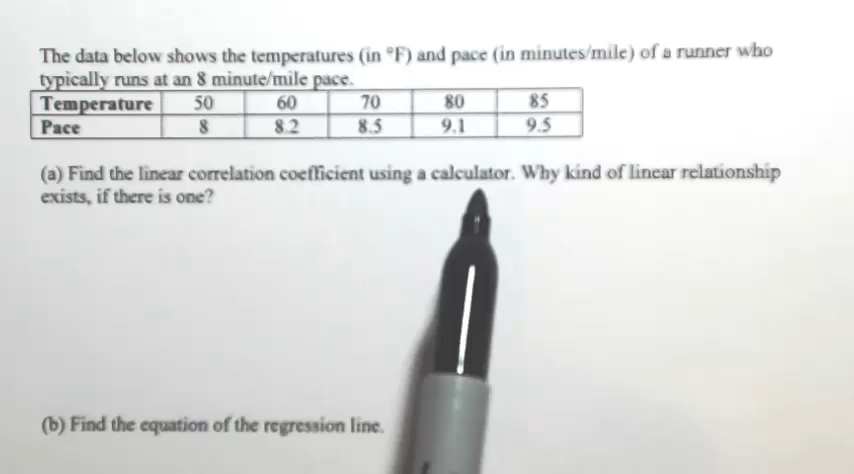 The data below shows the temperatures (in °F) and pace (in minutes/mile) of a runner who
typically runs at an 8 minute/mile pace.
Temperature 50 60 70 80 85
Pace 8 8.2 8.5 9.1 9.5
(a) Find the linear correlation coefficient using a calculator. Why kind of linear relationship
exists, if there is one?
(b) Find the equation of the regression line.